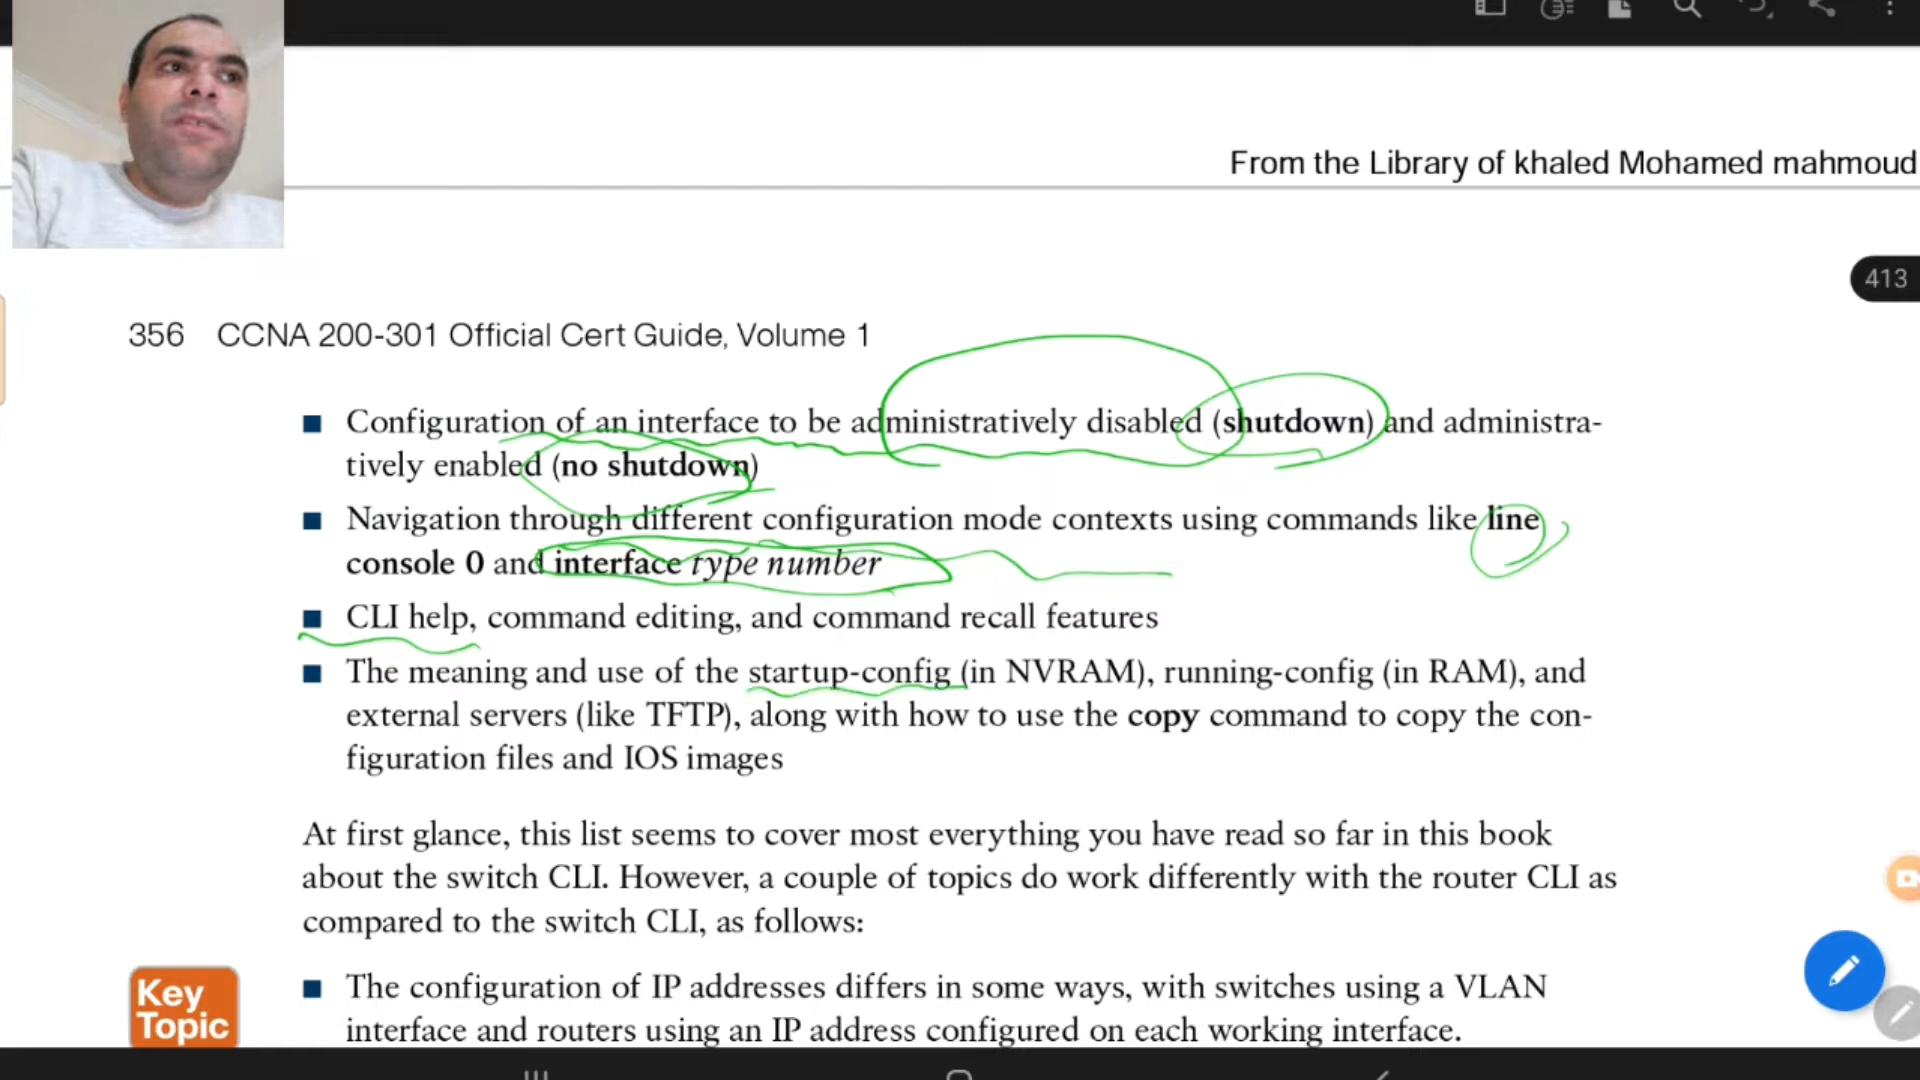 From the Library of khaled Mohamed mahmoud
413
356 CCNA 200-301 Official Cert Guide, Volume 1
■ Configuration of an interface to be administratively disabled (shutdown) and administra-
tively enabled (no shutdown)
■ Navigation through different configuration mode contexts using commands like line
console 0 and interface type number
■ CLI help, command editing, and command recall features
■ The meaning and use of the startup-config (in NVRAM), running-config (in RAM), and
external servers (like TFTP), along with how to use the copy command to copy the con-
figuration files and IOS images
At first glance, this list seems to cover most everything you have read so far in this book
about the switch CLI. However, a couple of topics do work differently with the router CLI as
compared to the switch CLI, as follows:
Key
Topic
■ The configuration of IP addresses differs in some ways, with switches using a VLAN
interface and routers using an IP address configured on each working interface.